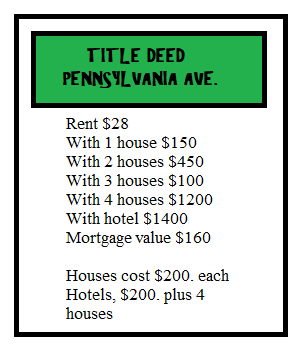 TITLE DEED
PENNSYLVANIA AVE.
Rent $28
With 1 house $150
With 2 houses $450
With 3 houses $100
With 4 houses $1200
With hotel $1400
Mortgage value $160
Houses cost $200. each
Hotels, $200. plus 4
houses